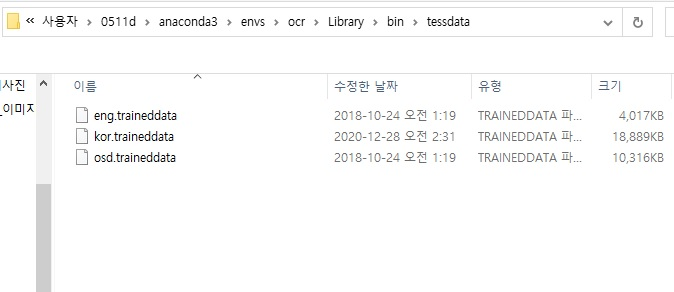 « 사용자 > 0511d > anaconda3 > envs > ocr > Library > bin > tessdata
사진
이미지
이름 수정한 날짜 유형 크기
eng.traineddata 2018-10-24 오전 1:19 TRAINEDDATA 파... 4,017KB
kor.traineddata 2020-12-28 오전 2:31 TRAINEDDATA 파... 18,889KB
osd.traineddata 2018-10-24 오전 1:19 TRAINEDDATA 파... 10,316KB